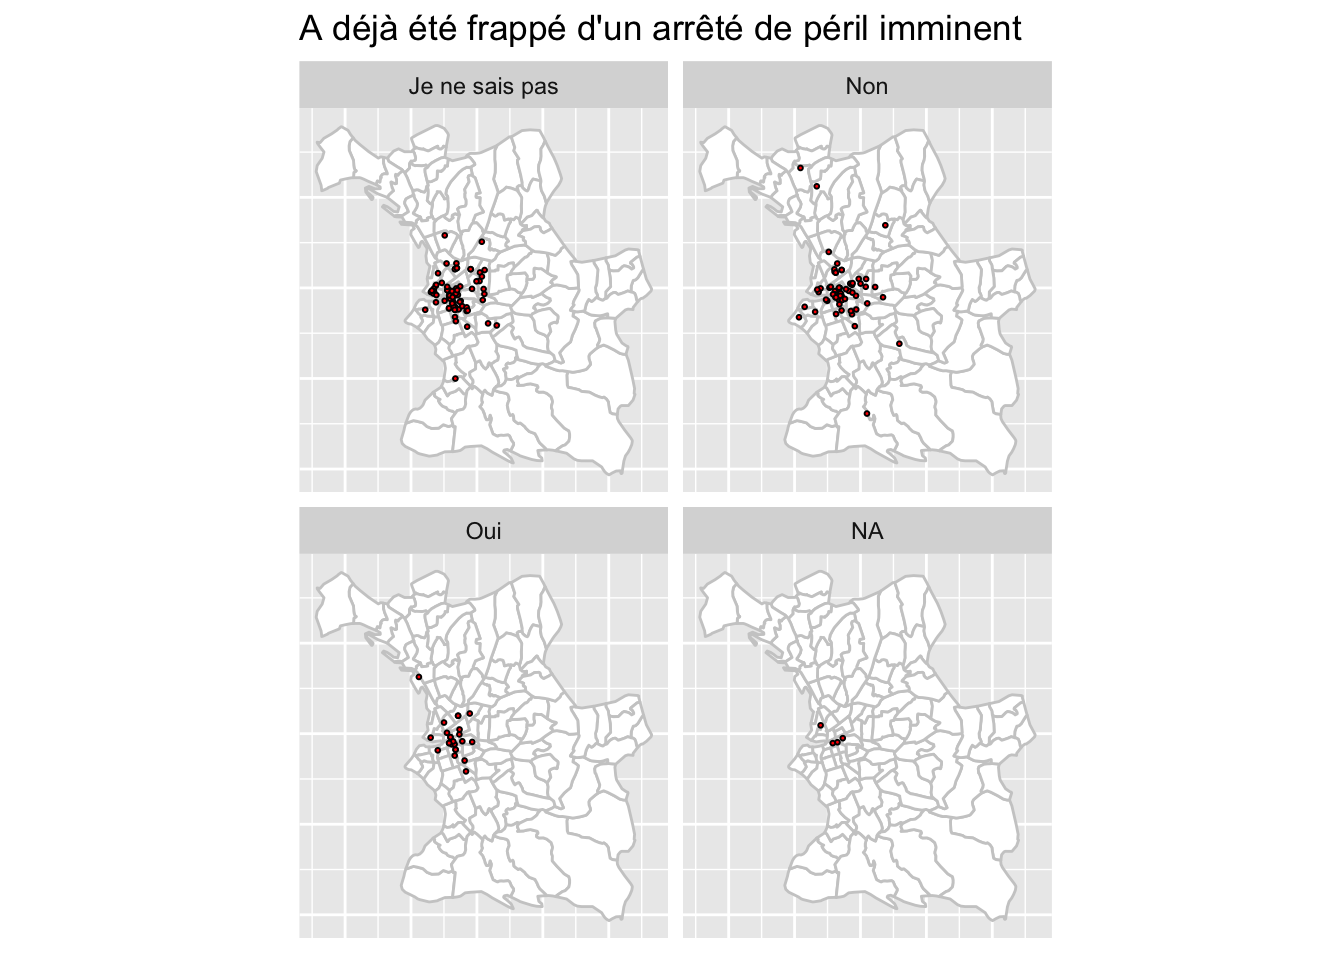 A déjà été frappé d'un arrêté de péril imminent
Je ne sais pas
Non
Oui
NA